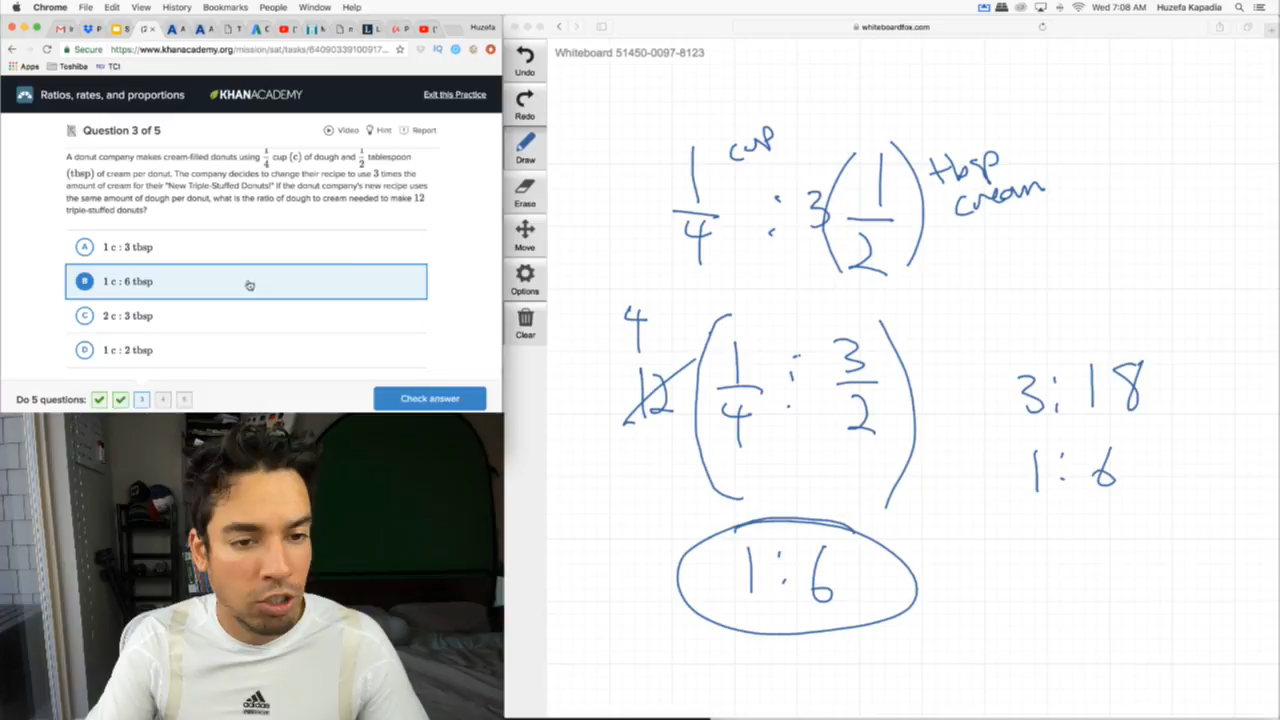 Chrome File Edit View History Bookmarks People Window Help
Wed 7:08 AM Huzefa Kapadia
Huzefa
Secure https://www.khanacademy.org/mission/sat/tasks/64090339100917...
Apps Toshiba TCI
whiteboardfox.com
Ratios, rates, and proportions
KHANACADEMY
Exit this Practice
Question 3 of 5
Video Hint Report
A donut company makes cream-filled donuts using 1/4 cup (c) of dough and 1/2 tablespoon
(tbsp) of cream per donut. The company decides to change their recipe to use 3 times the
amount of cream for their "New Triple-Stuffed Donuts!" If the donut company's new recipe uses
the same amount of dough per donut, what is the ratio of dough to cream needed to make 12
triple-stuffed donuts?
A 1 c : 3 tbsp
B 1 c : 6 tbsp
C 2 c : 3 tbsp
D 1 c : 2 tbsp
Do 5 questions: 3 4 5
Check answer
adidas
Undo
Redo
Draw
Erase
Move
Options
Clear
Whiteboard 51450-0097-8123
1/4 cup : 3 (1/2) tbsp
cream
4
12 (1/4 : 3/2)
3 : 18
1 : 6
1 : 6